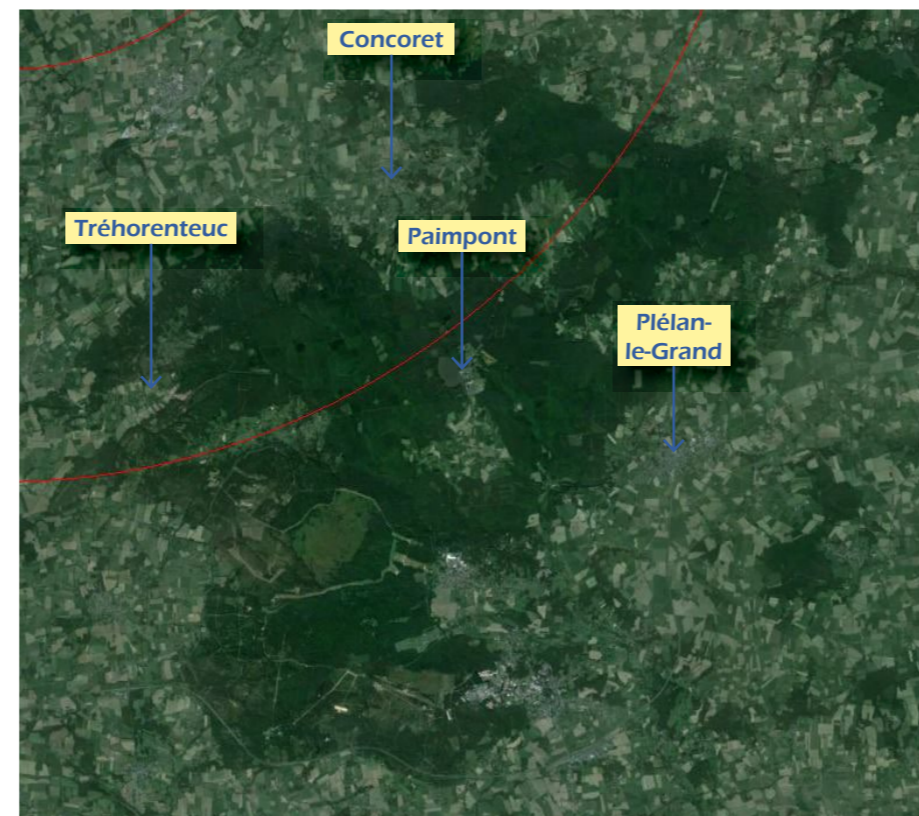 Concoret
Tréhorenteuc
Paimpont
Plélan-
le-Grand